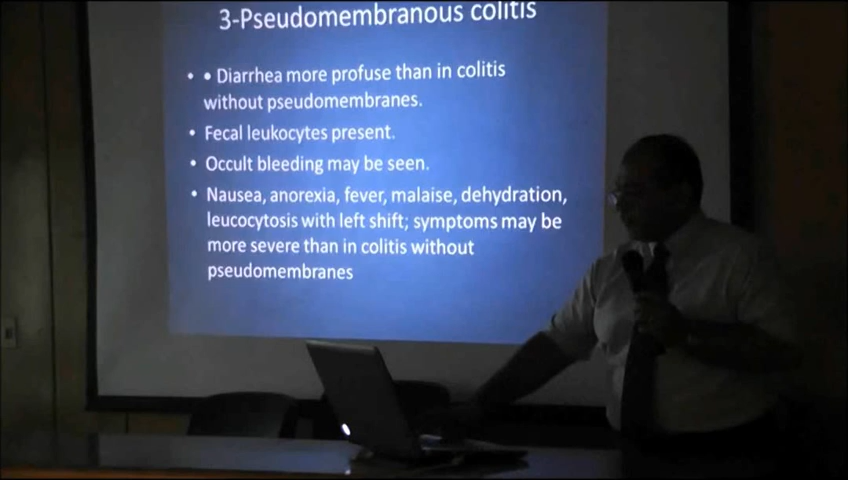 3-Pseudomembranous colitis
• • Diarrhea more profuse than in colitis
without pseudomembranes.
• Fecal leukocytes present.
• Occult bleeding may be seen.
• Nausea, anorexia, fever, malaise, dehydration,
leucocytosis with left shift; symptoms may be
more severe than in colitis without
pseudomembranes